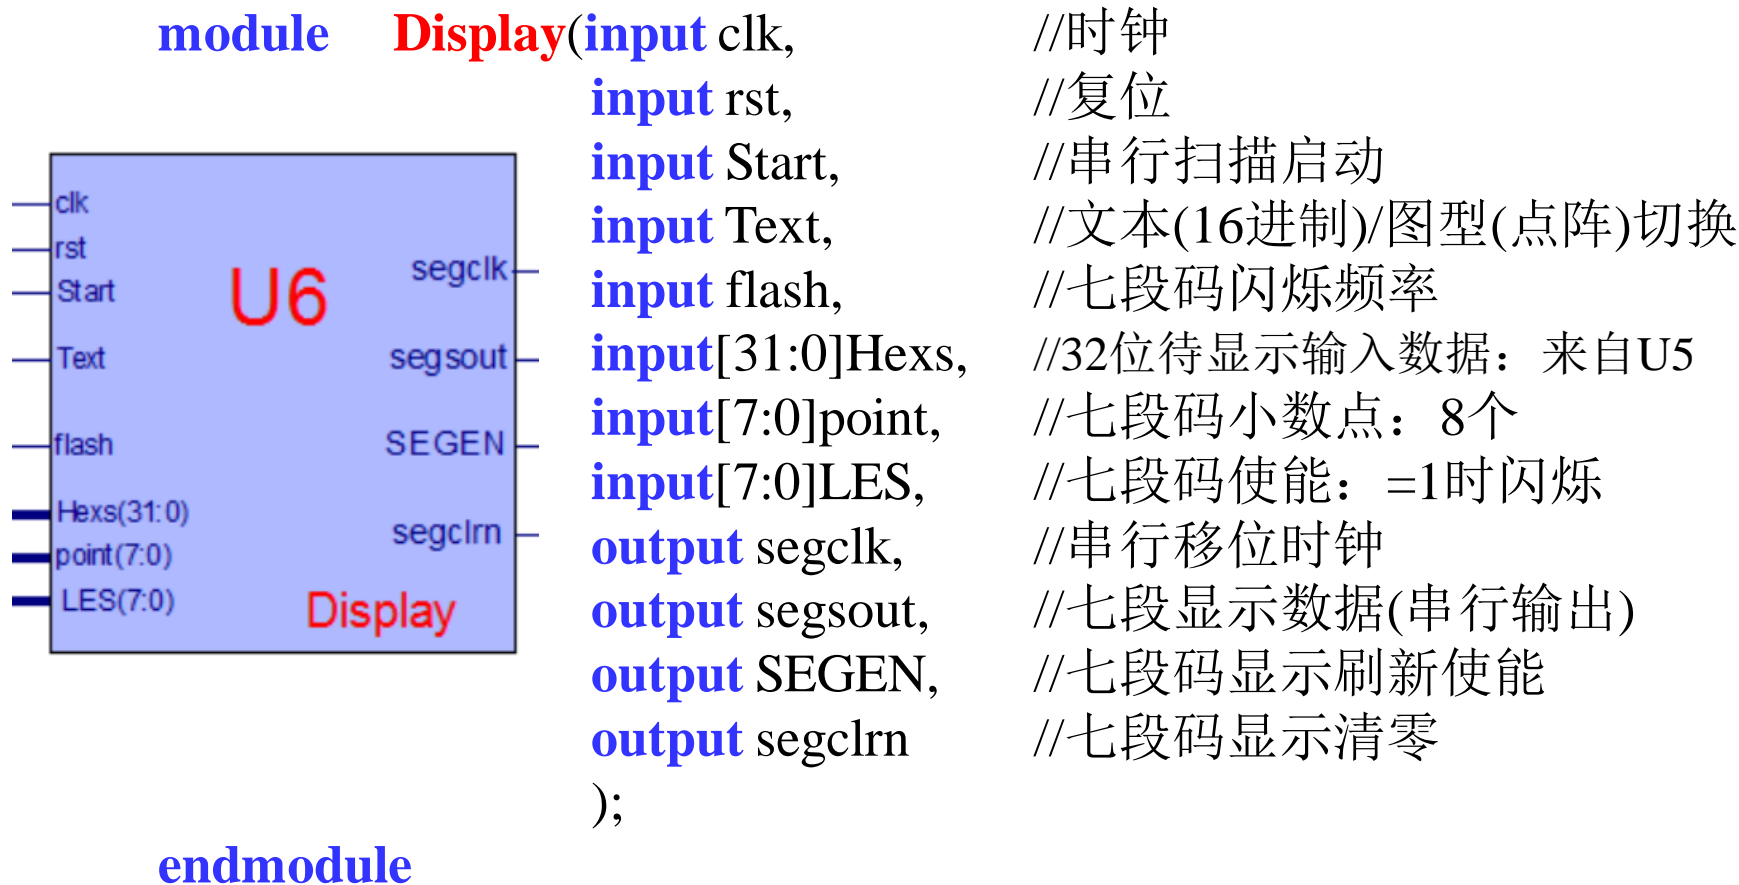 module Display(input clk, //时钟
input rst, //复位
input Start, //串行扫描启动
input Text, //文本(16进制)/图型(点阵)切换
input flash, //七段码闪烁频率
input[31:0]Hexs, //32位待显示输入数据：来自U5
input[7:0]point, //七段码小数点：8个
input[7:0]LES, //七段码使能：=1时闪烁
output segclk, //串行移位时钟
output segsout, //七段显示数据(串行输出)
output SEGEN, //七段码显示刷新使能
output segclrn //七段码显示清零
);
endmodule
clk
rst
Start
Text
flash
Hexs(31:0)
point(7:0)
LES(7:0)
U6
segclk
segsout
SEGEN
segclrn
Display